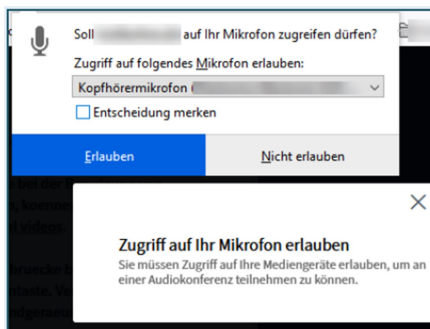 Soll auf Ihr Mikrofon zugreifen dürfen?
Zugriff auf folgendes Mikrofon erlauben:
Kopfhörermikrofon (
Entscheidung merken
Erlauben Nicht erlauben
videos.
Zugriff auf Ihr Mikrofon erlauben
Sie müssen Zugriff auf Ihre Mediengeräte erlauben, um an
einer Audiokonferenz teilnehmen zu können.